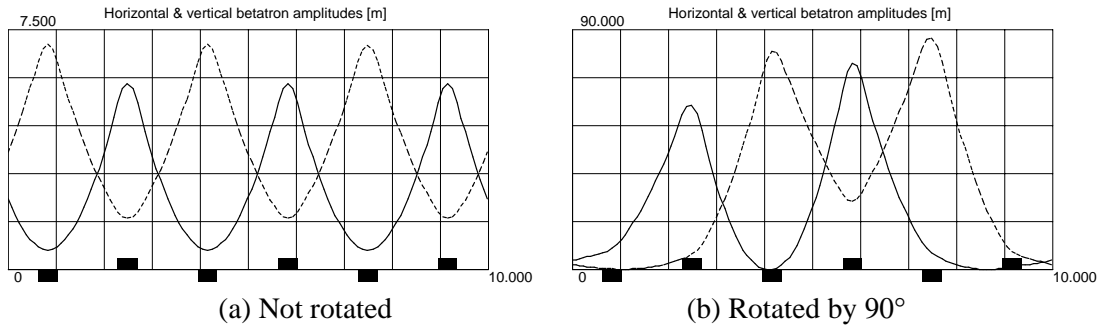 Horizontal & vertical betatron amplitudes [m]
7.500
0
10.000
(a) Not rotated
Horizontal & vertical betatron amplitudes [m]
90.000
0
10.000
(b) Rotated by 90°